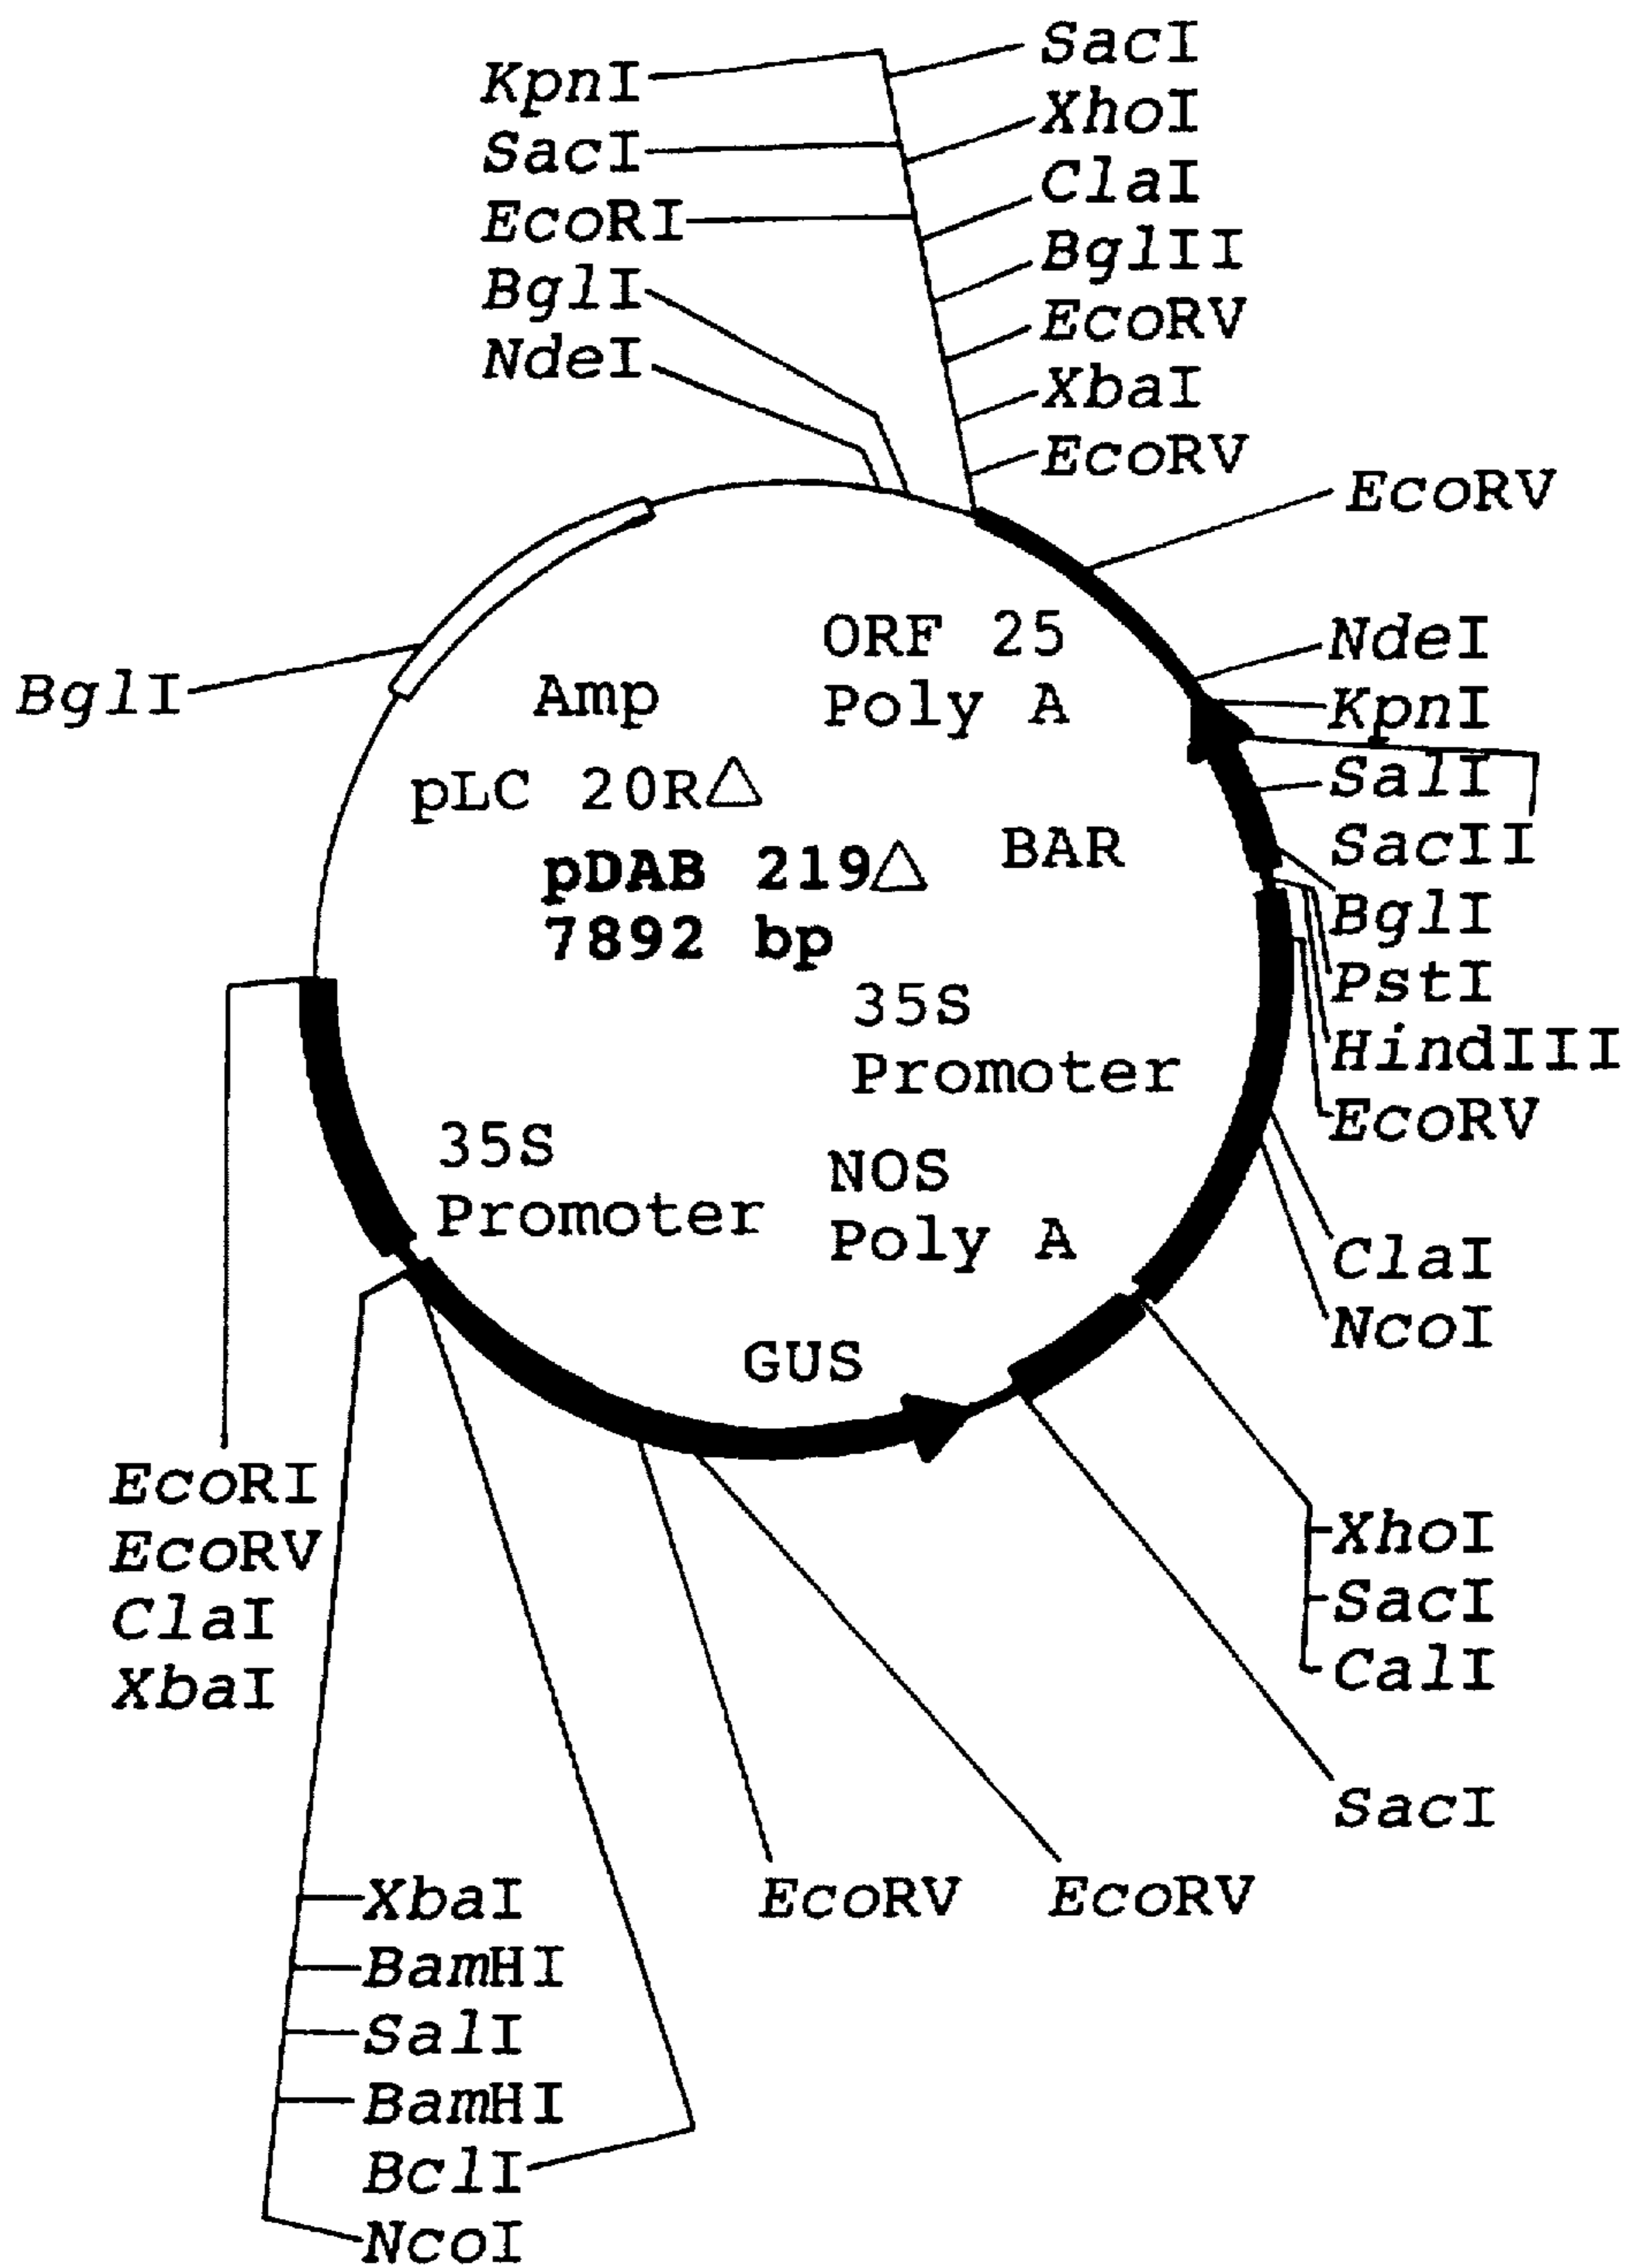 KpnI
SacI
EcoRI
BglI
NdeI
SacI
XhoI
ClaI
BglII
EcoRV
XbaI
EcoRV
EcoRV
NdeI
KpnI
SalI
SacII
BglI
PstI
HindIII
EcoRV
ClaI
NcoI
XhoI
SacI
CalI
SacI
EcoRV
EcoRV
BglI
ORF 25
Poly A
Amp
pLC 20R△
BAR
pDAB 219△
7892 bp
35S
Promoter
35S
Promoter
NOS
Poly A
GUS
EcoRI
EcoRV
ClaI
XbaI
XbaI
BamHI
SalI
BamHI
BclI
NcoI